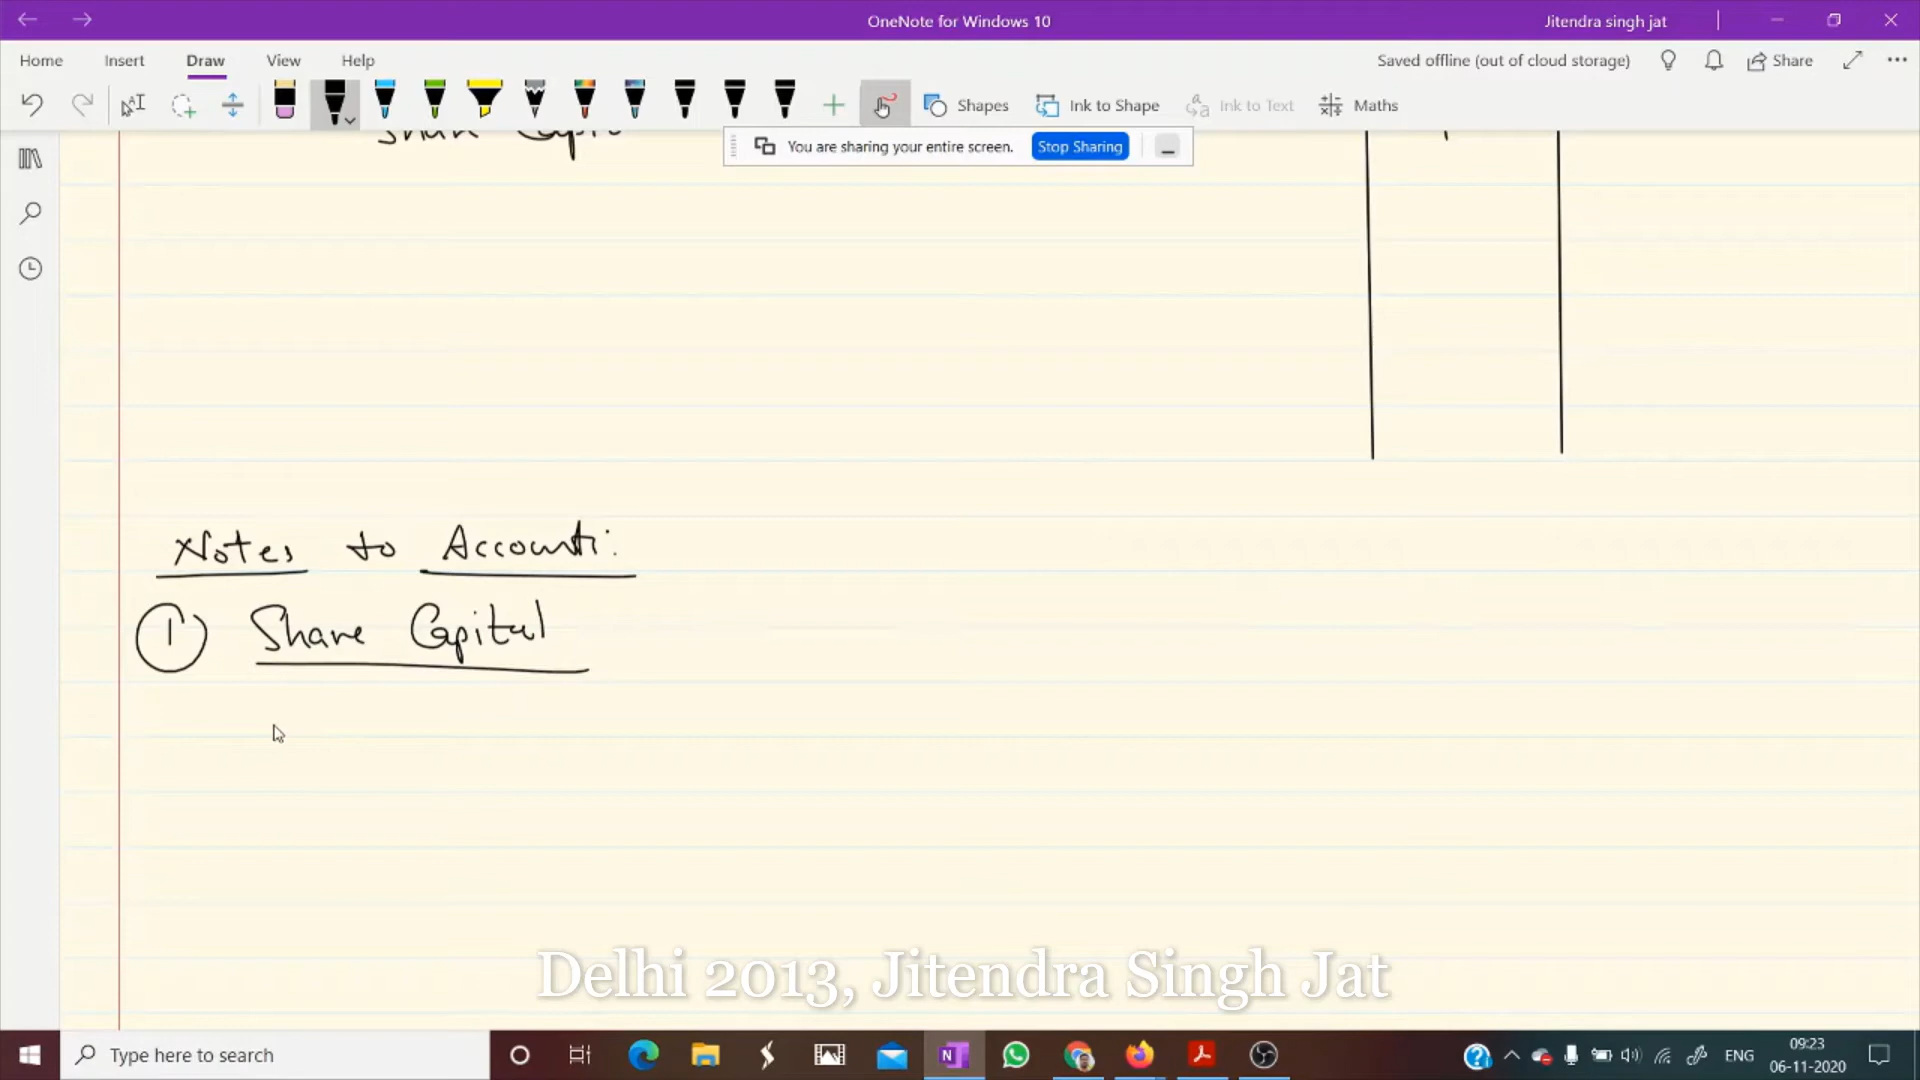 OneNote for Windows 10
Jitendra singh jat
Home Insert Draw View Help
Saved offline (out of cloud storage)
Share
Shapes
Ink to Shape
Ink to Text
Maths
You are sharing your entire screen.
Stop Sharing
Notes to Accounts:
① Share Capital
Delhi 2013, Jitendra Singh Jat
Type here to search
ENG
09:23
06-11-2020